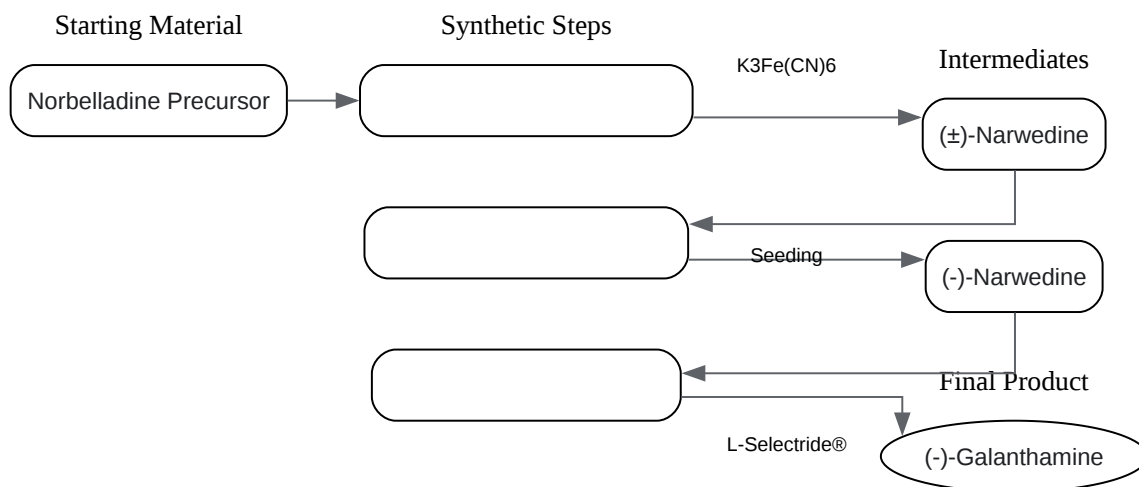 Starting Material
Synthetic Steps
K3Fe(CN)6
Intermediates
Norbelladine Precursor
(±)-Narwedine
Seeding
(-)-Narwedine
Final Product
L-Selectride®
(-)-Galanthamine